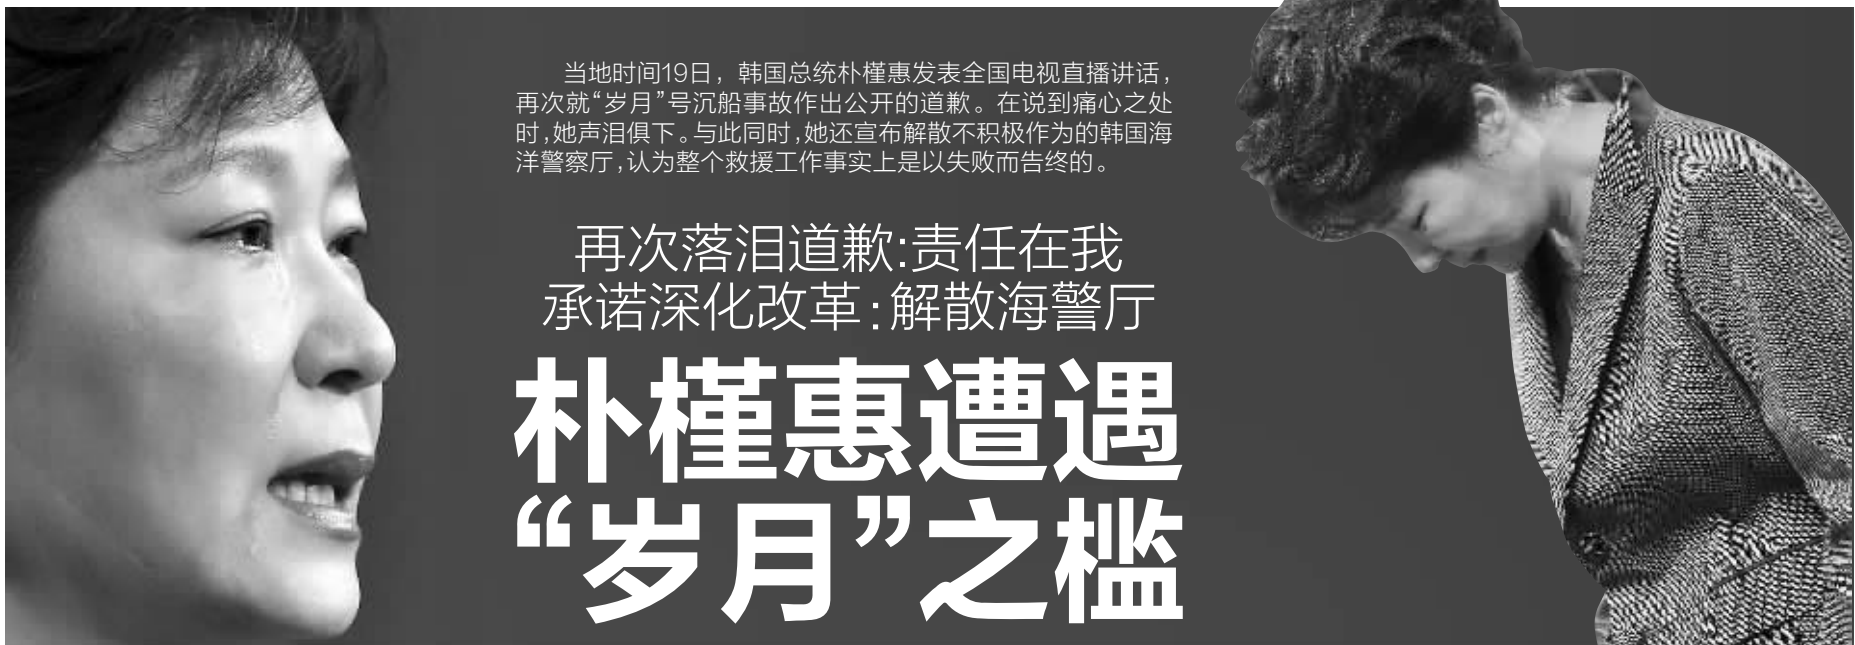 当地时间19日，韩国总统朴槿惠发表全国电视直播讲话，
再次就“岁月”号沉船事故作出公开的道歉。在说到痛心之处
时，她声泪俱下。与此同时，她还宣布解散不积极作为的韩国海
洋警察厅，认为整个救援工作事实上是以失败而告终的。
再次落泪道歉：责任在我
承诺深化改革：解散海警厅
朴槿惠遭遇
“岁月”之槛